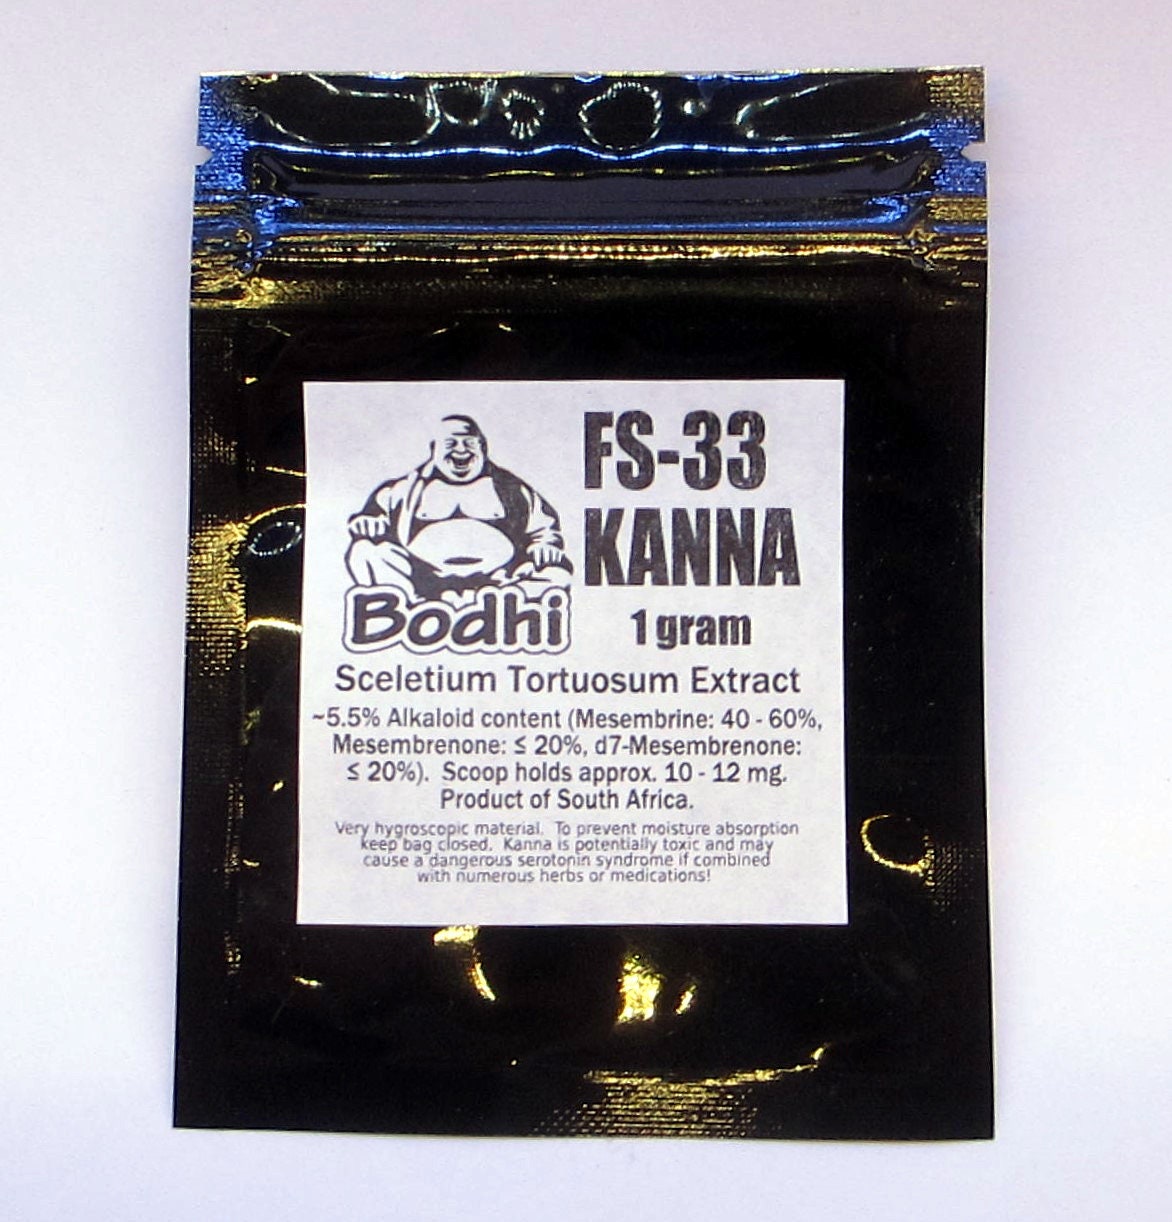 FS-33
KANNA
Bodhi
1 gram
Sceletium Tortuosum Extract
~5.5% Alkaloid content (Mesembrine: 40 - 60%,
Mesembrenone: ≤ 20%, d7-Mesembrenone:
≤ 20%).  Scoop holds approx. 10 - 12 mg.
Product of South Africa.
Very hygroscopic material.  To prevent moisture absorption
keep bag closed.  Kanna is potentially toxic and may
cause a dangerous serotonin syndrome if combined
with numerous herbs or medications!